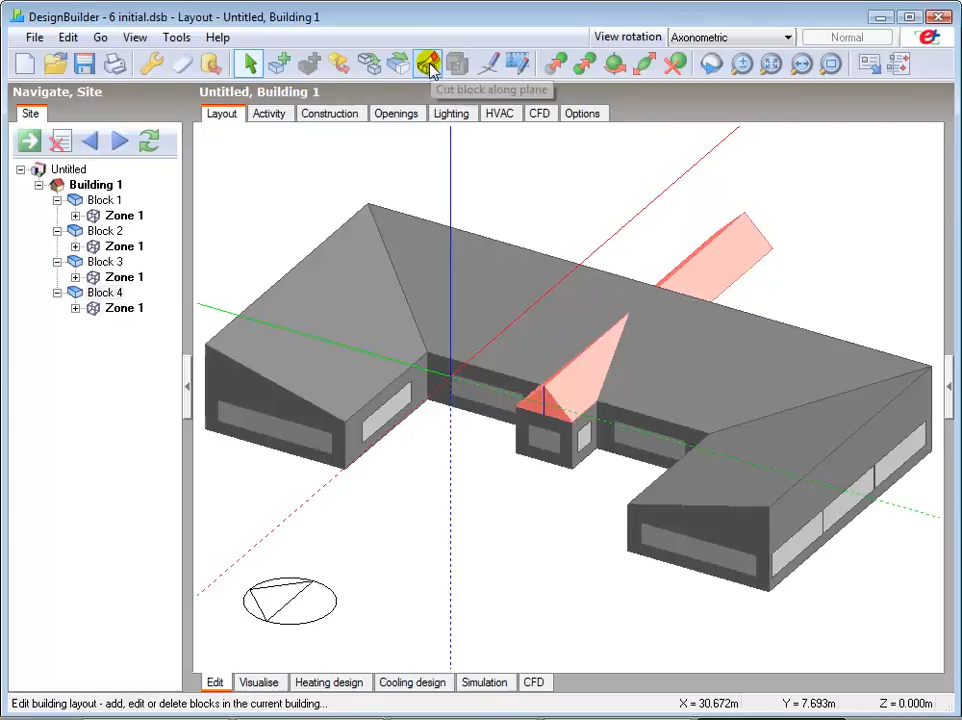 DesignBuilder - 6 initial.dsb - Layout - Untitled, Building 1
File Edit Go View Tools Help
View rotation Axonometric Normal
Navigate, Site
Untitled, Building 1
Cut block along plane
Site
Layout Activity Construction Openings Lighting HVAC CFD Options
Untitled
Building 1
Block 1
Zone 1
Block 2
Zone 1
Block 3
Zone 1
Block 4
Zone 1
Edit Visualise Heating design Cooling design Simulation CFD
Edit building layout - add, edit or delete blocks in the current building...
X = 30.672m Y = 7.693m Z = 0.000m